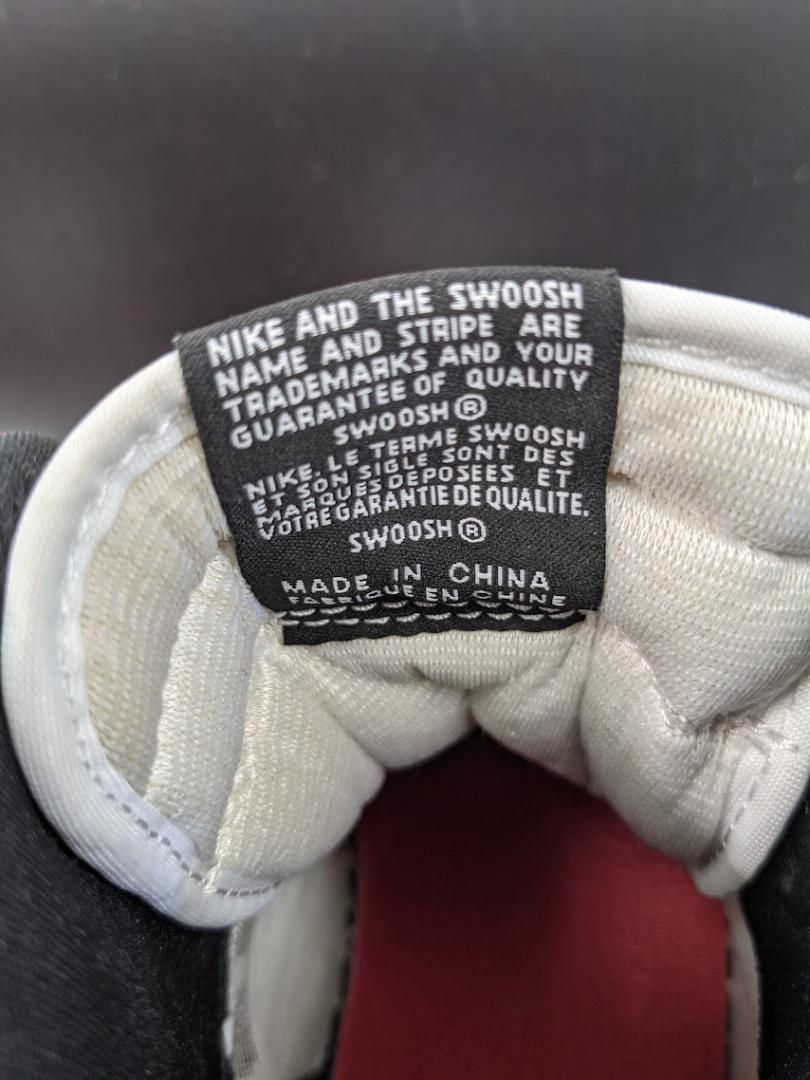 NIKE AND THE SWOOSH
NAME AND STRIPE ARE
TRADEMARKS AND YOUR
GUARANTEE OF QUALITY
SWOOSH®
NIKE. LE TERME SWOOSH
ET SON SIGLE SONT DES
MARQUES DEPOSEES ET
VOTRE GARANTIE DE QUALITE.
SWOOSH®
MADE IN CHINA
FABRIQUE EN CHINE